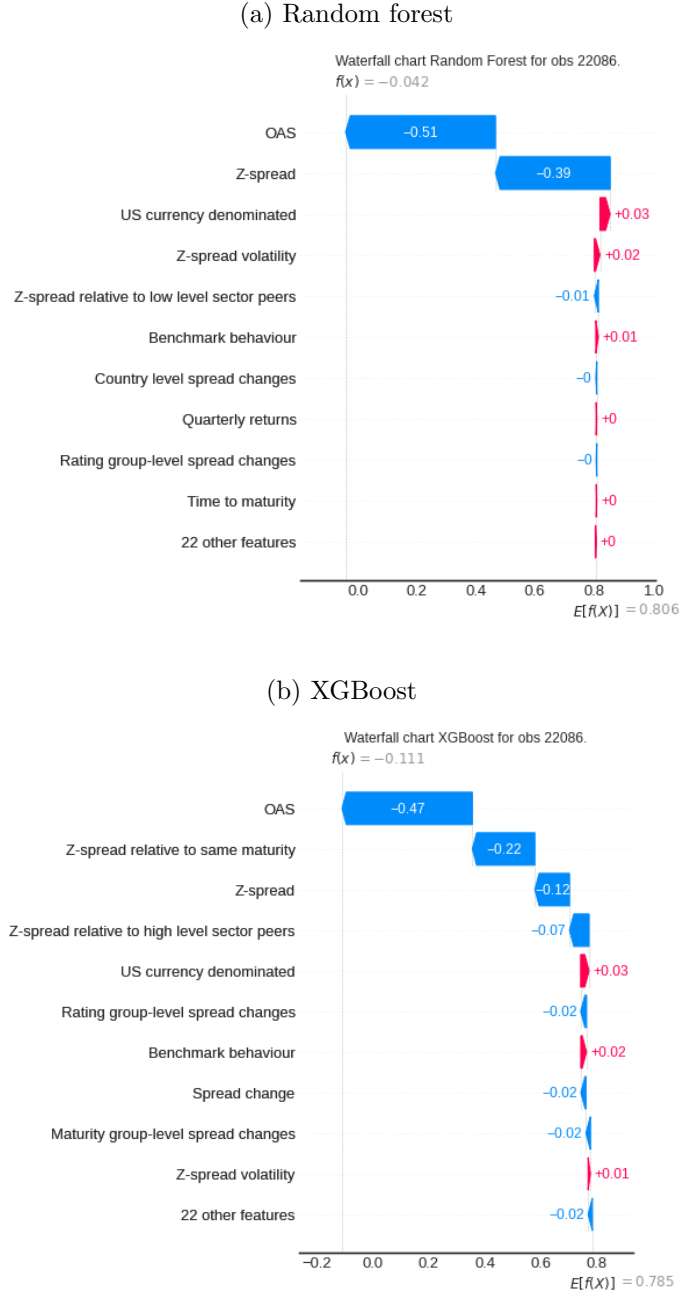 (a) Random forest
Waterfall chart Random Forest for obs 22086.
f(x) = −0.042
OAS −0.51
Z-spread −0.39
US currency denominated +0.03
Z-spread volatility +0.02
Z-spread relative to low level sector peers −0.01
Benchmark behaviour +0.01
Country level spread changes −0
Quarterly returns +0
Rating group-level spread changes −0
Time to maturity +0
22 other features +0
0.0 0.2 0.4 0.6 0.8 1.0
E[f(X)] = 0.806
(b) XGBoost
Waterfall chart XGBoost for obs 22086.
f(x) = −0.111
OAS −0.47
Z-spread relative to same maturity −0.22
Z-spread −0.12
Z-spread relative to high level sector peers −0.07
US currency denominated +0.03
Rating group-level spread changes −0.02
Benchmark behaviour +0.02
Spread change −0.02
Maturity group-level spread changes −0.02
Z-spread volatility +0.01
22 other features −0.02
−0.2 0.0 0.2 0.4 0.6 0.8
E[f(X)] = 0.785